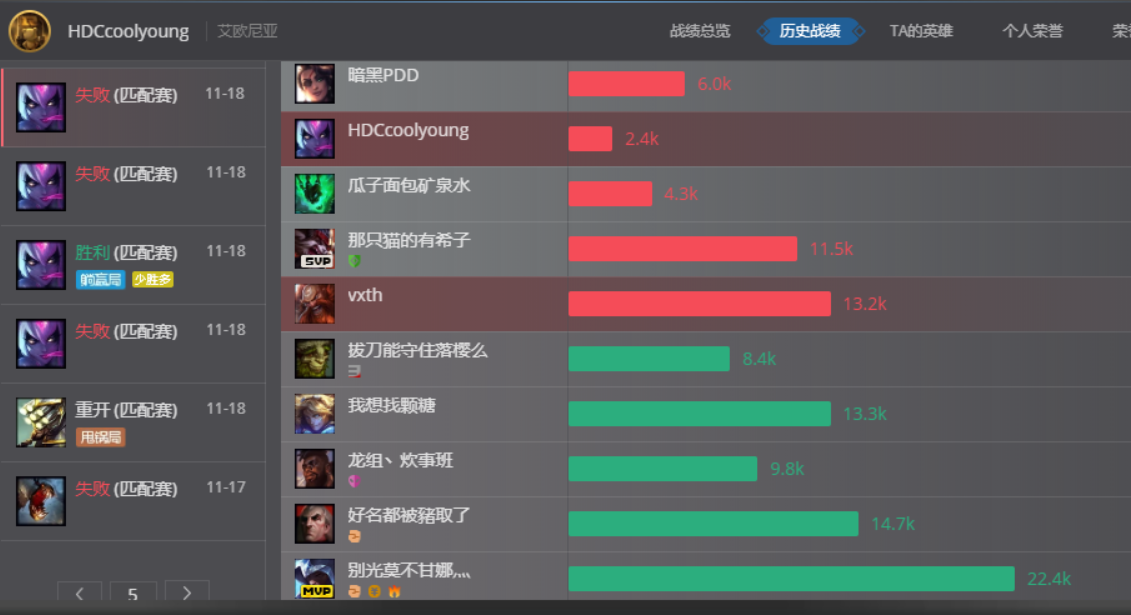 HDCcoolyoung 艾欧尼亚 战绩总览 历史战绩 TA的英雄 个人荣誉
失败 (匹配赛) 11-18
失败 (匹配赛) 11-18
胜利 (匹配赛) 11-18
躺赢局 少胜多
失败 (匹配赛) 11-18
重开 (匹配赛) 11-18
甩锅局
失败 (匹配赛) 11-17
5
暗黑PDD 6.0k
HDCcoolyoung 2.4k
瓜子面包矿泉水 4.3k
那只猫的有希子 11.5k
SVP
vxth 13.2k
拔刀能守住落樱么 8.4k
我想找颗糖 13.3k
龙组丶炊事班 9.8k
好名都被豬取了 14.7k
别光莫不甘娜灬 22.4k
MVP